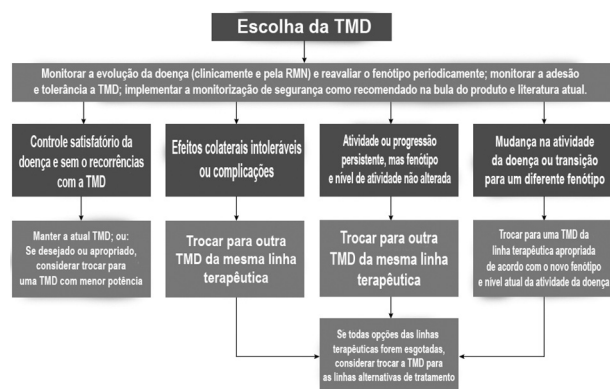 Escolha da TMD
Monitorar a evolução da doença (clinicamente e pela RMN) e reavaliar o fenótipo periodicamente; monitorar a adesão
e tolerância a TMD; implementar a monitorização de segurança como recomendado na bula do produto e literatura atual.
Controle satisfatório da
doença e sem o recorrências
com a TMD
Efeitos colaterais intoleráveis
ou complicações
Atividade ou progressão
persistente, mas fenótipo
e nível de atividade não alterada
Mudança na atividade
da doença ou transição
para um diferente fenótipo
Manter a atual TMD; ou:
Se desejado ou apropriado,
considerar trocar para
uma TMD com menor potência
Trocar para outra
TMD da mesma linha
terapêutica
Trocar para outra
TMD da mesma linha
terapêutica
Trocar para uma TMD da
linha terapêutica apropriada
de acordo com o novo fenótipo
e nível atual da atividade da doença
Se todas opções das linhas
terapêuticas forem esgotadas,
considerar trocar a TMD para
as linhas alternativas de tratamento